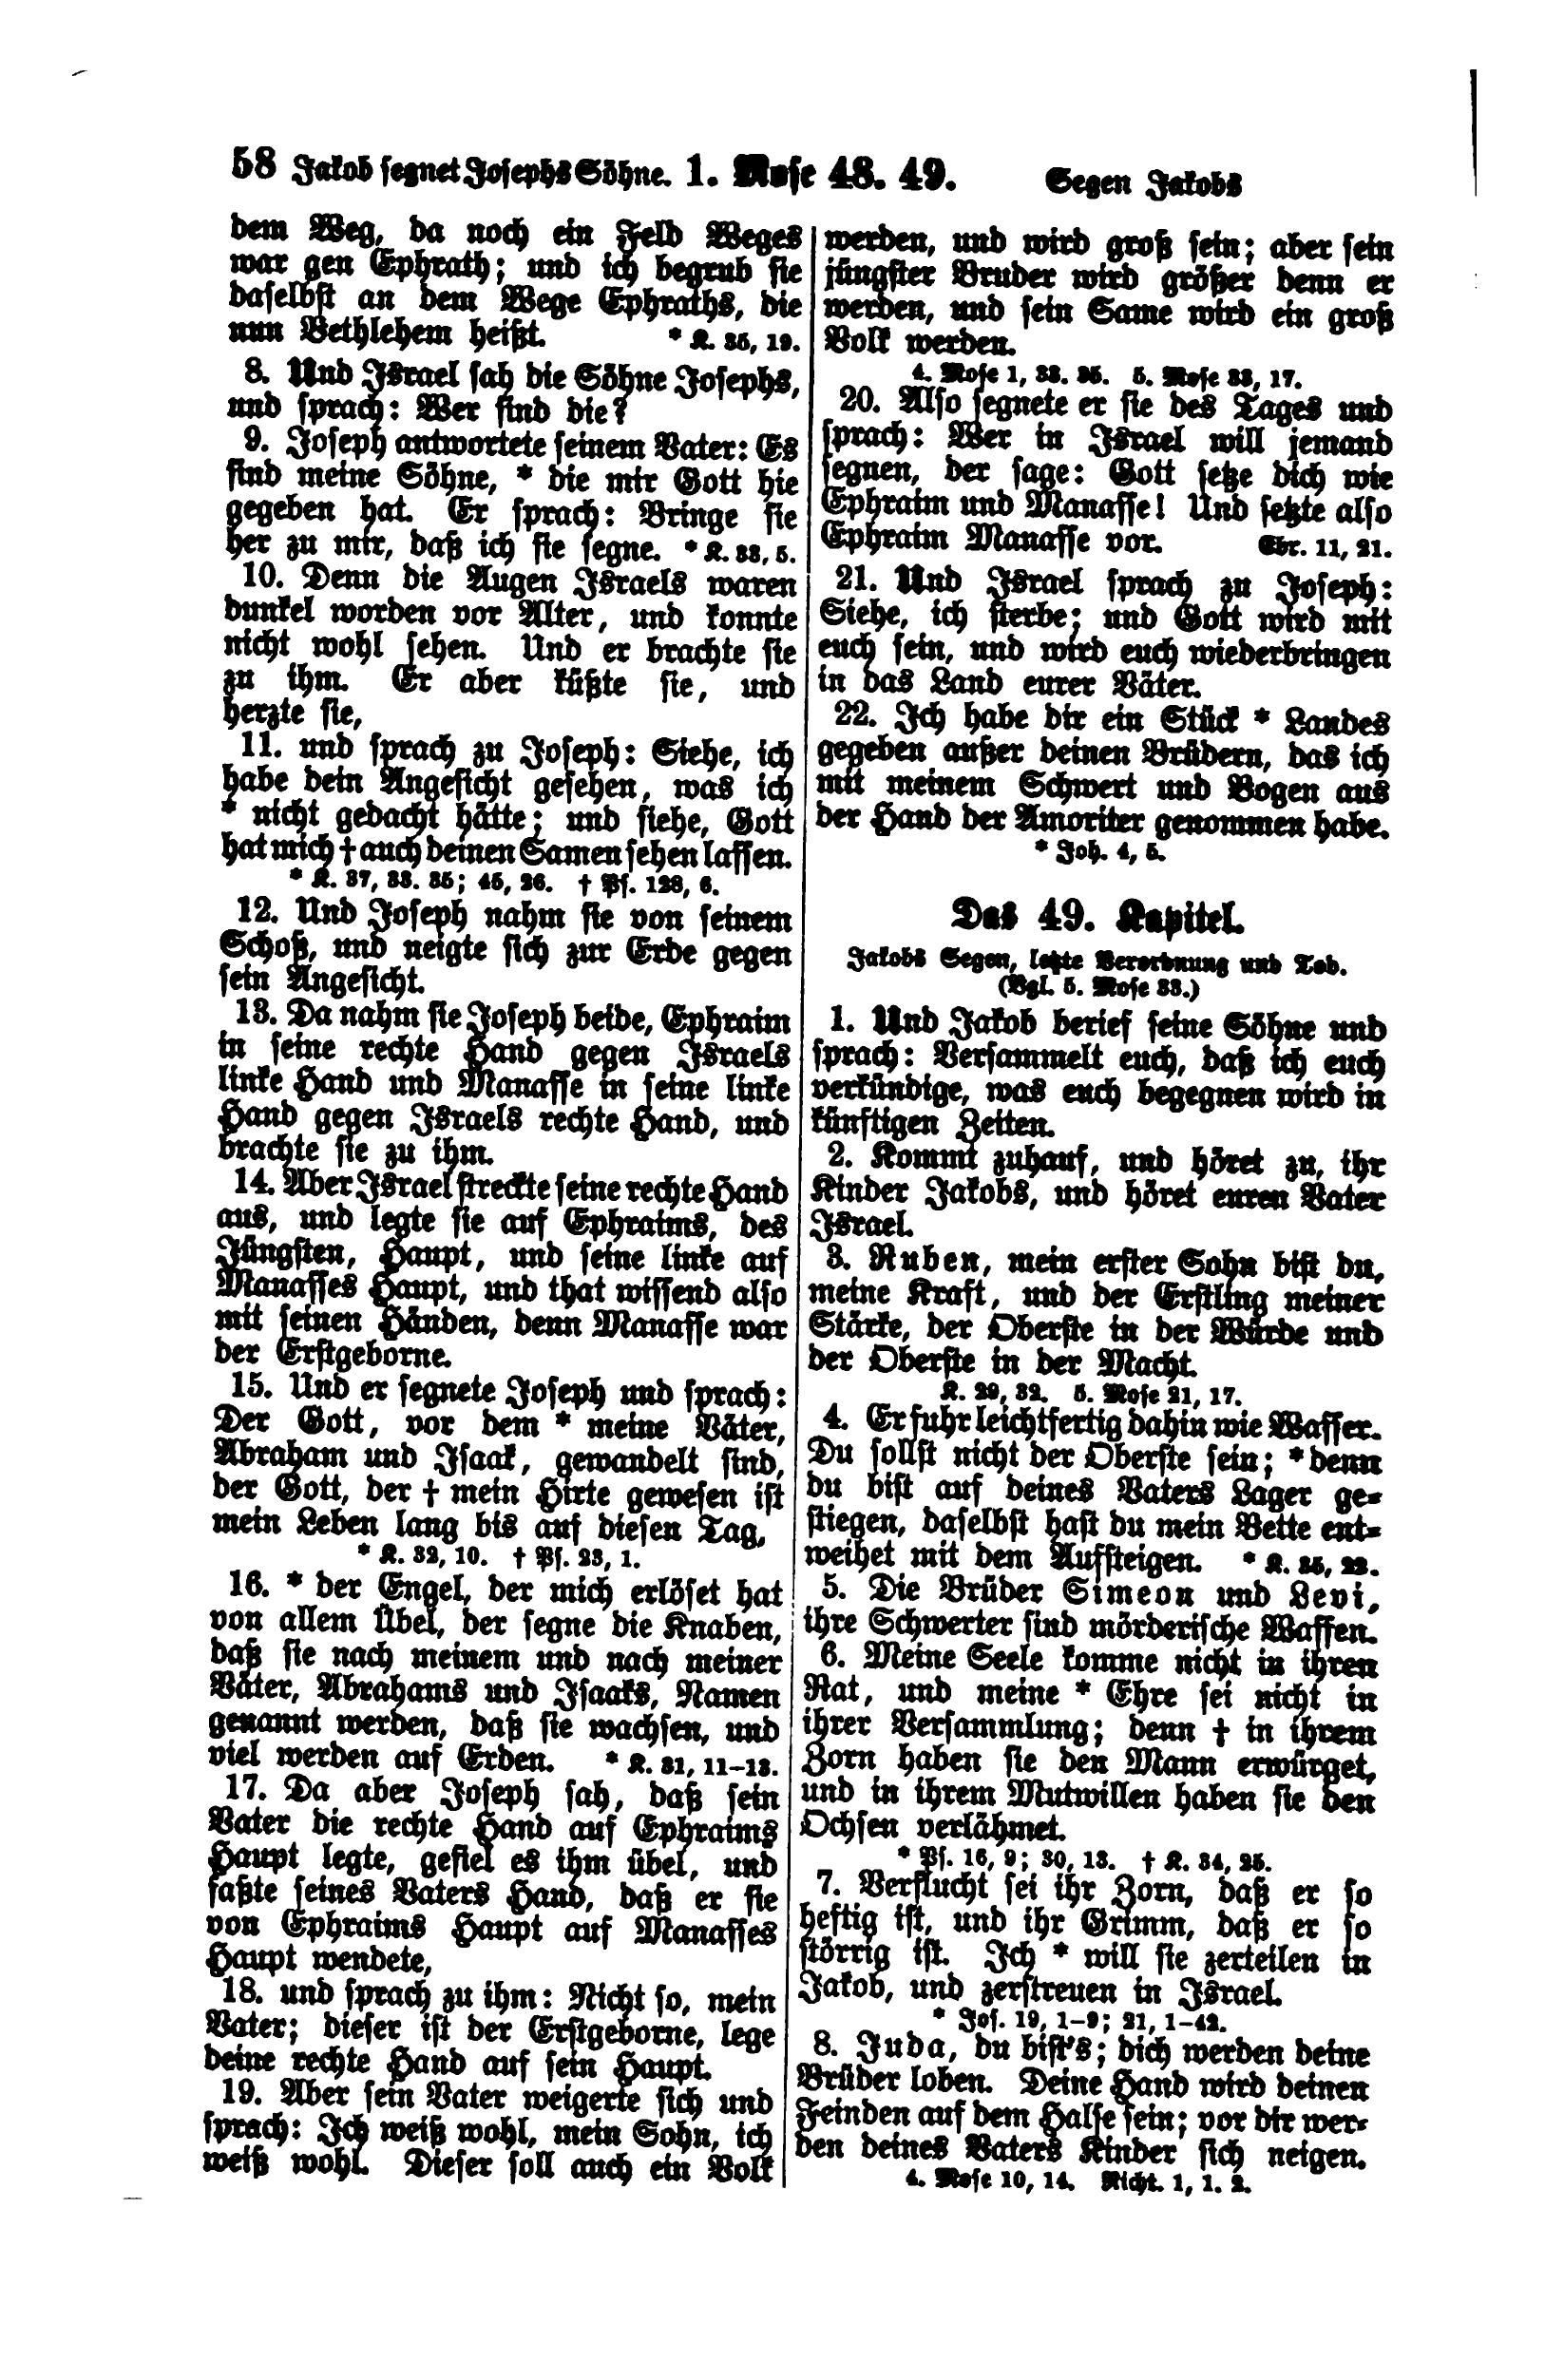 58 Jakob segnet Josephs Söhne. 1. Mose 48. 49. Segen Jakobs
dem Weg, da noch ein Feld Weges
war gen Ephrath; und ich begrub sie
daselbst an dem Wege Ephraths, die
nun Bethlehem heißt. * K. 35, 19.
8. Und Israel sah die Söhne Josephs,
und sprach: Wer sind die?
9. Joseph antwortete seinem Vater: Es
sind meine Söhne, * die mir Gott hie
gegeben hat. Er sprach: Bringe sie
her zu mir, daß ich sie segne. * K. 33, 5.
10. Denn die Augen Israels waren
dunkel worden vor Alter, und konnte
nicht wohl sehen. Und er brachte sie
zu ihm. Er aber küßte sie, und
herzte sie,
11. und sprach zu Joseph: Siehe, ich
habe dein Angesicht gesehen, was ich
* nicht gedacht hätte; und siehe, Gott
hat mich † auch deinen Samen sehen lassen.
* K. 37, 33. 35; 45, 26. † Ps. 128, 6.
12. Und Joseph nahm sie von seinem
Schoß, und neigte sich zur Erde gegen
sein Angesicht.
13. Da nahm sie Joseph beide, Ephraim
in seine rechte Hand gegen Israels
linke Hand und Manasse in seine linke
Hand gegen Israels rechte Hand, und
brachte sie zu ihm.
14. Aber Israel streckte seine rechte Hand
aus, und legte sie auf Ephraims, des
Jüngsten, Haupt, und seine linke auf
Manasses Haupt, und that wissend also
mit seinen Händen, denn Manasse war
der Erstgeborne.
15. Und er segnete Joseph und sprach:
Der Gott, vor dem * meine Väter,
Abraham und Isaak, gewandelt sind,
der Gott, der † mein Hirte gewesen ist
mein Leben lang bis auf diesen Tag,
* K. 32, 10. † Ps. 23, 1.
16. * der Engel, der mich erlöset hat
von allem Übel, der segne die Knaben,
daß sie nach meinem und nach meiner
Väter, Abrahams und Isaaks, Namen
genannt werden, daß sie wachsen, und
viel werden auf Erden. * K. 31, 11–13.
17. Da aber Joseph sah, daß sein
Vater die rechte Hand auf Ephraims
Haupt legte, gefiel es ihm übel, und
faßte seines Vaters Hand, daß er sie
von Ephraims Haupt auf Manasses
Haupt wendete,
18. und sprach zu ihm: Nicht so, mein
Vater; dieser ist der Erstgeborne, lege
deine rechte Hand auf sein Haupt.
19. Aber sein Vater weigerte sich und
sprach: Ich weiß wohl, mein Sohn, ich
weiß wohl. Dieser soll auch ein Volk
werden, und wird groß sein; aber sein
jüngster Bruder wird größer denn er
werden, und sein Same wird ein groß
Volk werden.
4. Mose 1, 33. 35. 5. Mose 33, 17.
20. Also segnete er sie des Tages und
sprach: Wer in Israel will jemand
segnen, der sage: Gott setze dich wie
Ephraim und Manasse! Und setzte also
Ephraim Manasse vor. Ebr. 11, 21.
21. Und Israel sprach zu Joseph:
Siehe, ich sterbe; und Gott wird mit
euch sein, und wird euch wiederbringen
in das Land eurer Väter.
22. Ich habe dir ein Stück * Landes
gegeben außer deinen Brüdern, das ich
mit meinem Schwert und Bogen aus
der Hand der Amoriter genommen habe.
* Joh. 4, 5.
Das 49. Kapitel.
Jakobs Segen, letzte Verordnung und Tod.
(Vgl. 5. Mose 33.)
1. Und Jakob berief seine Söhne und
sprach: Versammelt euch, daß ich euch
verkündige, was euch begegnen wird in
künftigen Zeiten.
2. Kommt zuhauf, und höret zu, ihr
Kinder Jakobs, und höret euren Vater
Israel.
3. Ruben, mein erster Sohn bist du,
meine Kraft, und der Erstling meiner
Stärke, der Oberste in der Würde und
der Oberste in der Macht.
K. 29, 32. 5. Mose 21, 17.
4. Er fuhr leichtfertig dahin wie Wasser.
Du sollst nicht der Oberste sein; * denn
du bist auf deines Vaters Lager ge-
stiegen, daselbst hast du mein Bette ent-
weihet mit dem Aufsteigen. * K. 35, 22.
5. Die Brüder Simeon und Levi,
ihre Schwerter sind mörderische Waffen.
6. Meine Seele komme nicht in ihren
Rat, und meine * Ehre sei nicht in
ihrer Versammlung; denn † in ihrem
Zorn haben sie den Mann erwürget,
und in ihrem Mutwillen haben sie den
Ochsen verlähmet.
* Ps. 16, 9; 30, 13. † K. 34, 25.
7. Verflucht sei ihr Zorn, daß er so
heftig ist, und ihr Grimm, daß er so
störrig ist. Ich * will sie zerteilen in
Jakob, und zerstreuen in Israel.
* Jos. 19, 1–9; 21, 1–42.
8. Juda, du bist's; dich werden deine
Brüder loben. Deine Hand wird deinen
Feinden auf dem Halse sein; vor dir wer-
den deines Vaters Kinder sich neigen.
4. Mose 10, 14. Richt. 1, 1. 2.